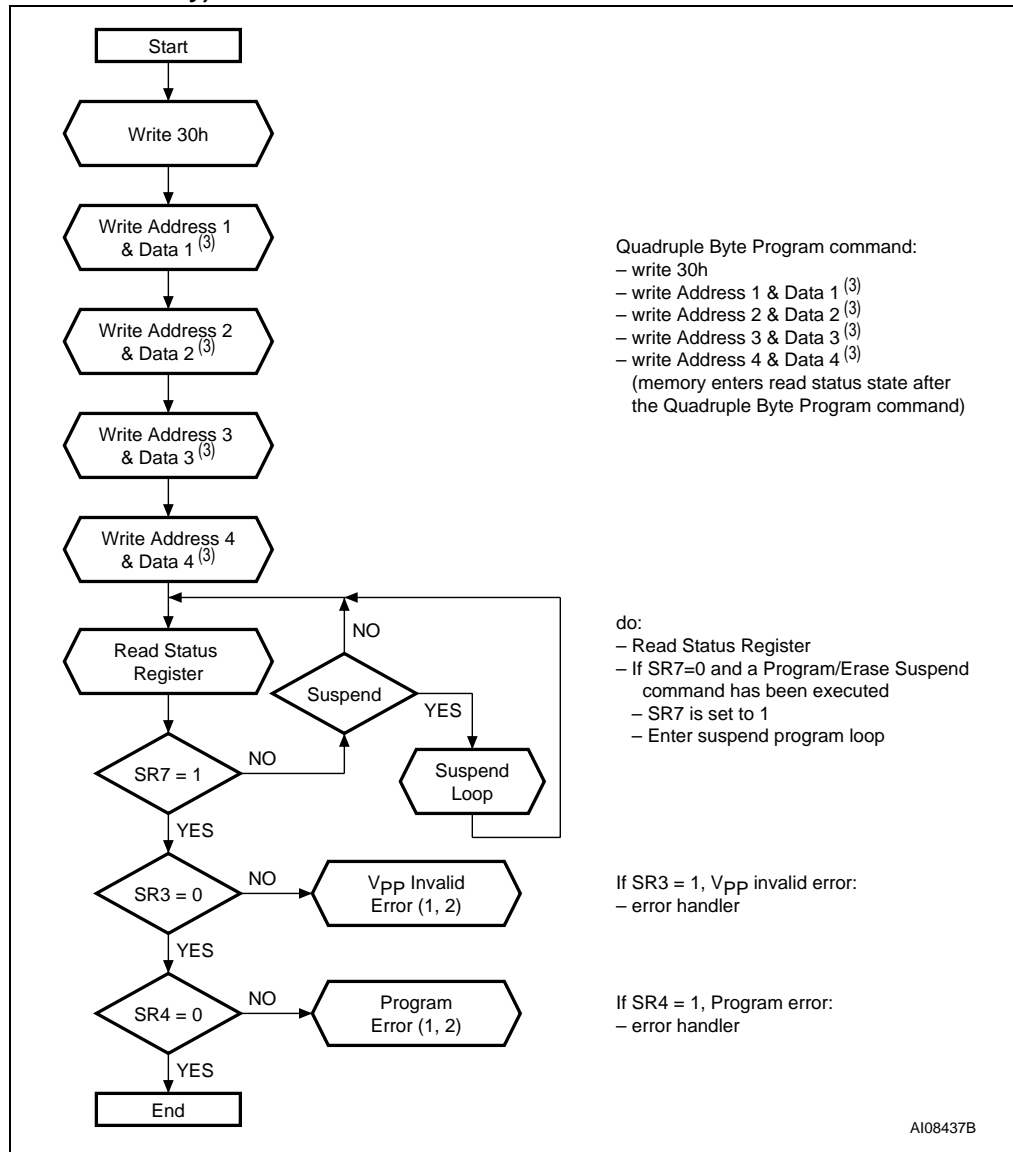 Start
Write 30h
Write Address 1
& Data 1 (3)
Write Address 2
& Data 2 (3)
Write Address 3
& Data 3 (3)
Write Address 4
& Data 4 (3)
Quadruple Byte Program command:
– write 30h
– write Address 1 & Data 1 (3)
– write Address 2 & Data 2 (3)
– write Address 3 & Data 3 (3)
– write Address 4 & Data 4 (3)
(memory enters read status state after
the Quadruple Byte Program command)
Read Status
Register
NO
Suspend
YES
Suspend
Loop
SR7 = 1
NO
YES
do:
– Read Status Register
– If SR7=0 and a Program/Erase Suspend
command has been executed
– SR7 is set to 1
– Enter suspend program loop
SR3 = 0
NO
VPP Invalid
Error (1, 2)
YES
If SR3 = 1, VPP invalid error:
– error handler
SR4 = 0
NO
Program
Error (1, 2)
YES
If SR4 = 1, Program error:
– error handler
End
AI08437B